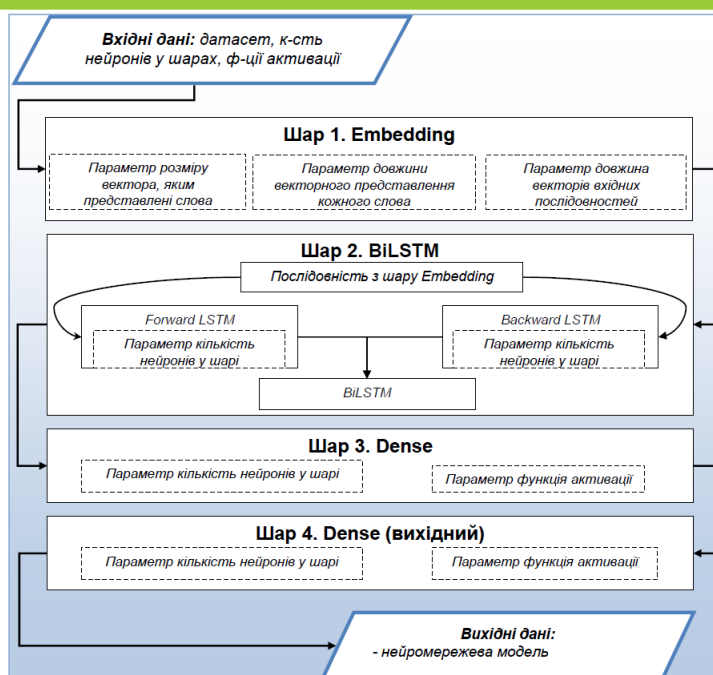 Вхідні дані: датасет, к-сть
нейронів у шарах, ф-ції активації
Шар 1. Embedding
Параметр розміру
вектора, яким
представлені слова
Параметр довжини
векторного представлення
кожного слова
Параметр довжина
векторів вхідних
послідовностей
Шар 2. BiLSTM
Послідовність з шару Embedding
Forward LSTM
Параметр кількість
нейронів у шарі
Backward LSTM
Параметр кількість
нейронів у шарі
BiLSTM
Шар 3. Dense
Параметр кількість нейронів у шарі
Параметр функція активації
Шар 4. Dense (вихідний)
Параметр кількість нейронів у шарі
Параметр функція активації
Вихідні дані:
- нейромережева модель